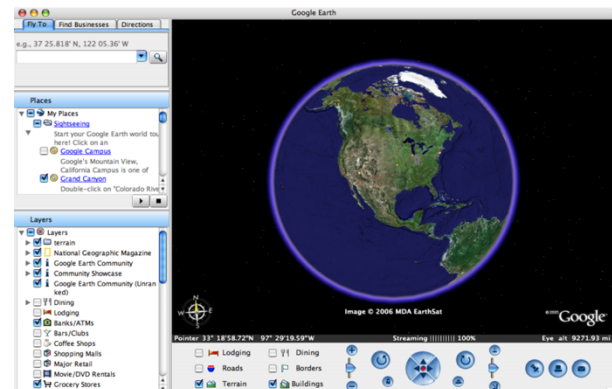 Google Earth
Fly To
Find Businesses
Directions
e.g., 37 25.818' N, 122 05.36' W
Places
My Places
Sightseeing
Start your Google Earth world tou
here! Click on an
Google Campus
Google's Mountain View,
California Campus is one of
Grand Canyon
Double-click on "Colorado Rive
Layers
Layers
terrain
National Geographic Magazine
Google Earth Community
Community Showcase
Google Earth Community (Unran
ked)
Dining
Lodging
Banks/ATMs
Bars/Clubs
Coffee Shops
Shopping Malls
Major Retail
Movie/DVD Rentals
Grocery Stores
N
Image © 2006 MDA EarthSat
Google
Pointer 33° 18'58.72"N 97° 29'19.59"W Streaming |||||||||| 100% Eye alt 9271.93 mi
Lodging Dining
Roads Borders
Terrain Buildings